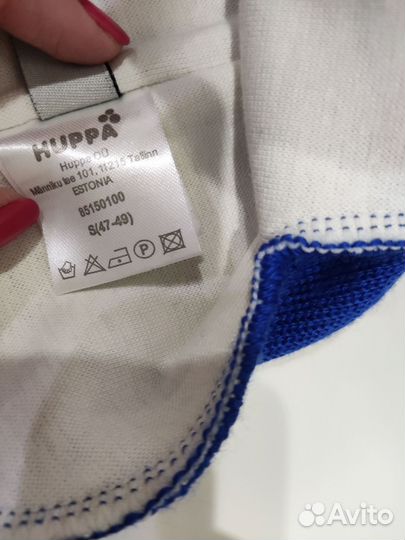 HUPPA
Huppa OÜ
Männiku tee 101, 11215 Tallinn
ESTONIA
85150100
S(47-49)
P
Avito